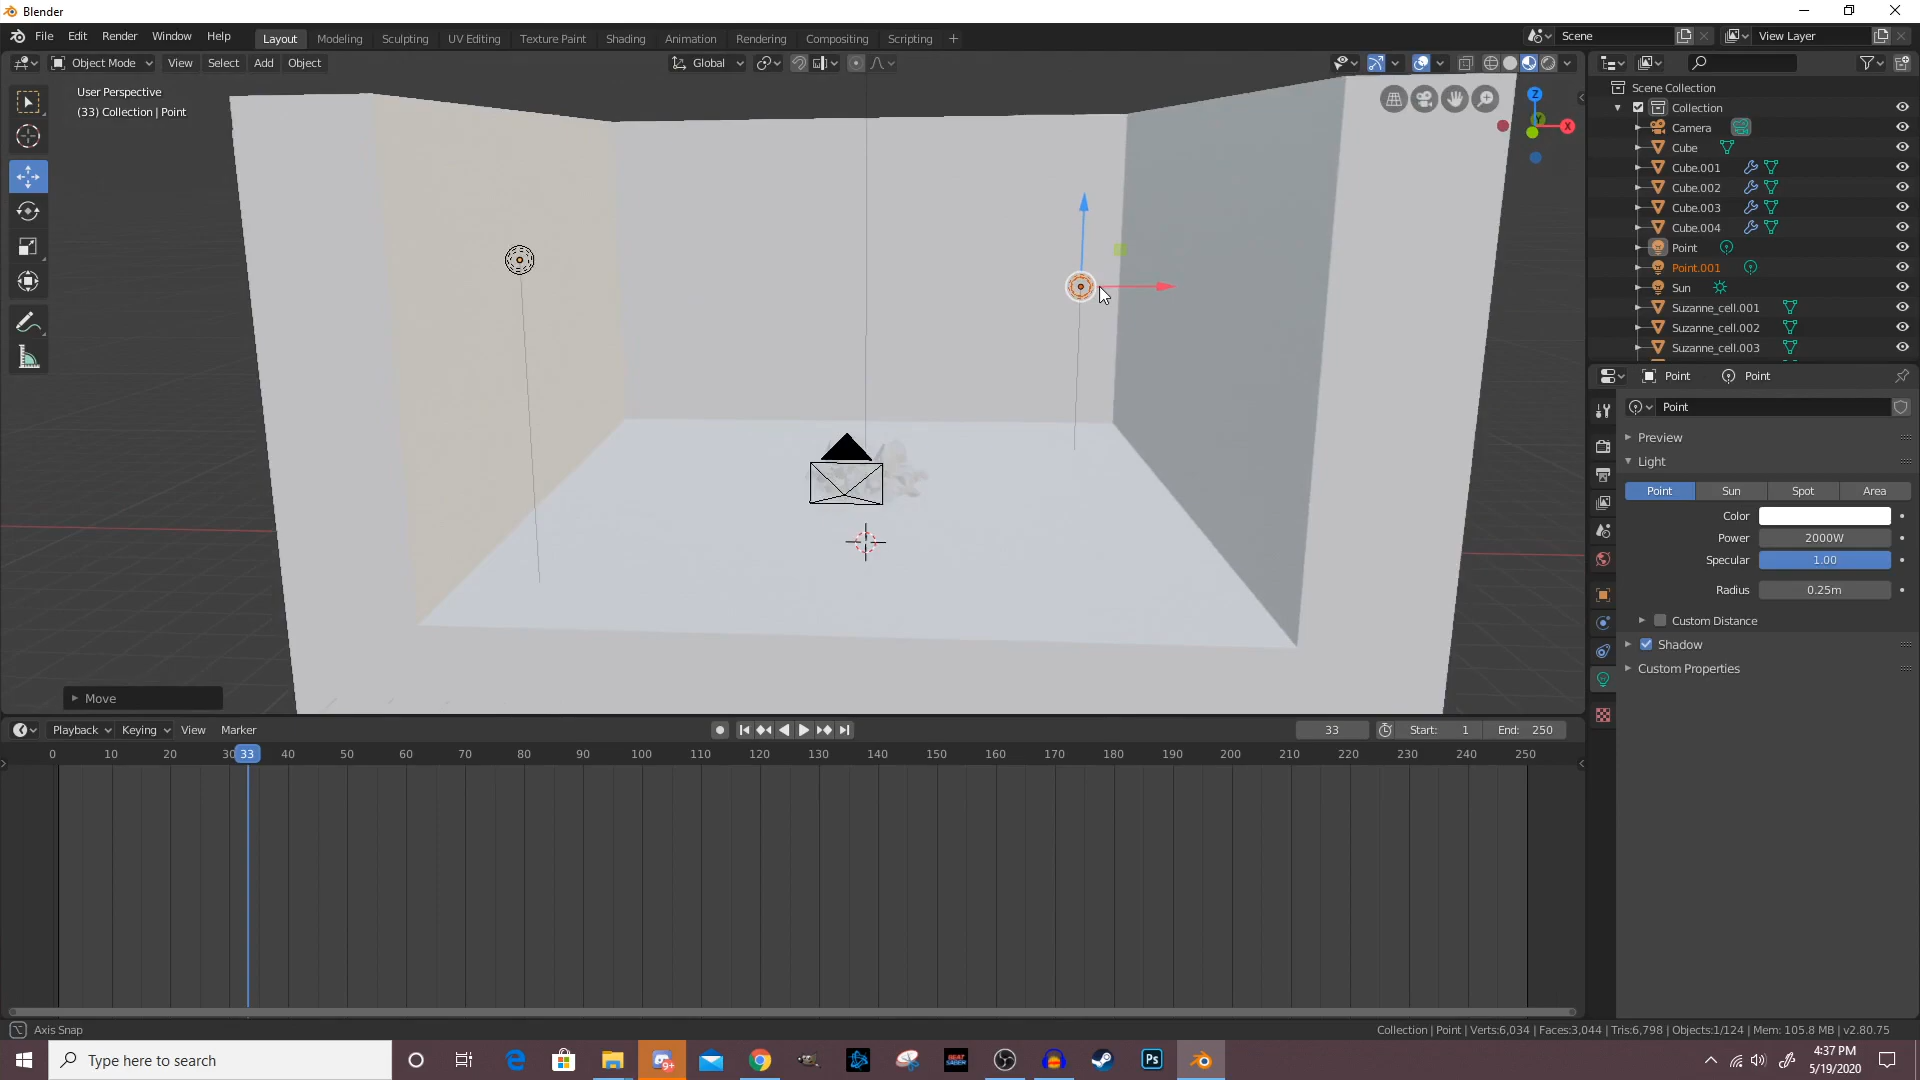 Blender
File Edit Render Window Help
Layout Modeling Sculpting UV Editing Texture Paint Shading Animation Rendering Compositing Scripting +
Scene
View Layer
Object Mode View Select Add Object
Global
User Perspective
(33) Collection | Point
Z
Y
X
Scene Collection
Collection
Camera
Cube
Cube.001
Cube.002
Cube.003
Cube.004
Point
Point.001
Sun
Suzanne_cell.001
Suzanne_cell.002
Suzanne_cell.003
Point Point
Point
Preview
Light
Point Sun Spot Area
Color
Power 2000W
Specular 1.00
Radius 0.25m
Custom Distance
Shadow
Custom Properties
Move
Playback Keying View Marker
33 Start: 1 End: 250
0 10 20 30 33 40 50 60 70 80 90 100 110 120 130 140 150 160 170 180 190 200 210 220 230 240 250
Axis Snap
Collection | Point | Verts:6,034 | Faces:3,044 | Tris:6,798 | Objects:1/124 | Mem: 105.8 MB | v2.80.75
Type here to search
9+
BEAT SABER
Ps
4:37 PM
5/19/2020